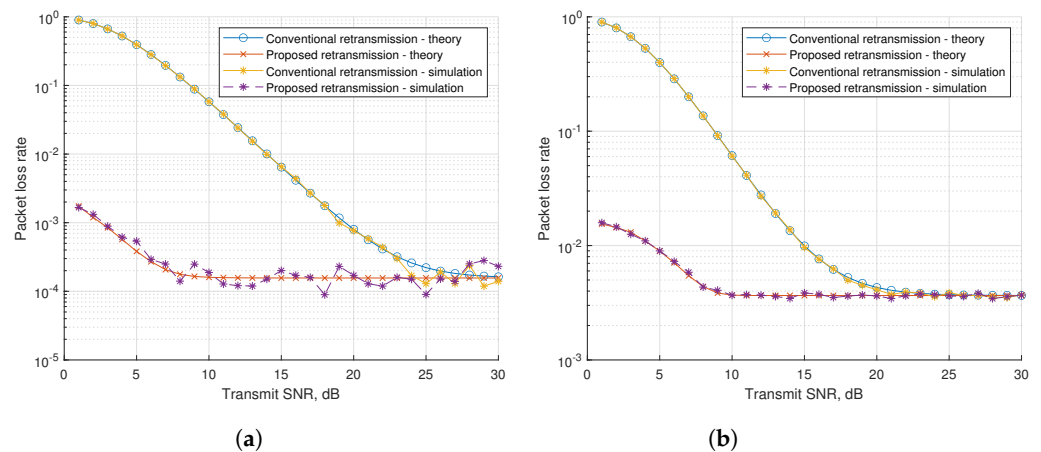 Conventional retransmission - theory
Proposed retransmission - theory
Conventional retransmission - simulation
Proposed retransmission - simulation
Packet loss rate
10^0
10^-1
10^-2
10^-3
10^-4
10^-5
0 5 10 15 20 25 30
Transmit SNR, dB
(a)
Conventional retransmission - theory
Proposed retransmission - theory
Conventional retransmission - simulation
Proposed retransmission - simulation
Packet loss rate
10^0
10^-1
10^-2
10^-3
0 5 10 15 20 25 30
Transmit SNR, dB
(b)